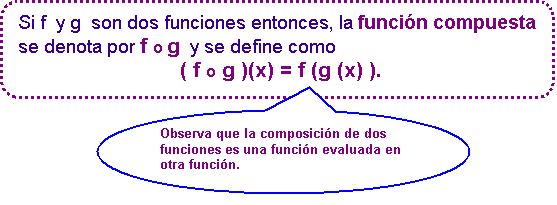 Si f y g son dos funciones entonces, la función compuesta
se denota por f o g y se define como
( f o g )(x) = f (g (x) ).
Observa que la composición de dos
funciones es una función evaluada en
otra función.